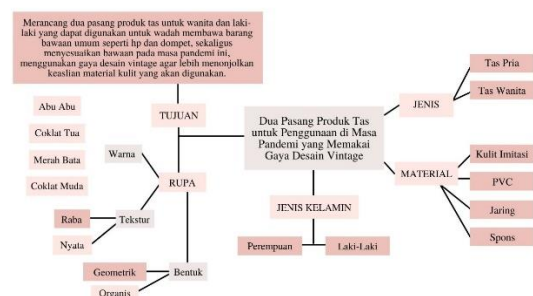 Merancang dua pasang produk tas untuk wanita dan laki-
laki yang dapat digunakan untuk wadah membawa barang
bawaan umum seperti hp dan dompet, sekaligus
menyesuaikan bawaan pada masa pandemi ini,
menggunakan gaya desain vintage agar lebih menonjolkan
keaslian material kulit yang akan digunakan.
TUJUAN
Abu Abu
Coklat Tua
Merah Bata
Coklat Muda
Warna
RUPA
Raba
Tekstur
Nyata
Geometrik
Bentuk
Organis
Dua Pasang Produk Tas
untuk Penggunaan di Masa
Pandemi yang Memakai
Gaya Desain Vintage
JENIS KELAMIN
Perempuan
Laki-Laki
JENIS
Tas Pria
Tas Wanita
MATERIAL
Kulit Imitasi
PVC
Jaring
Spons